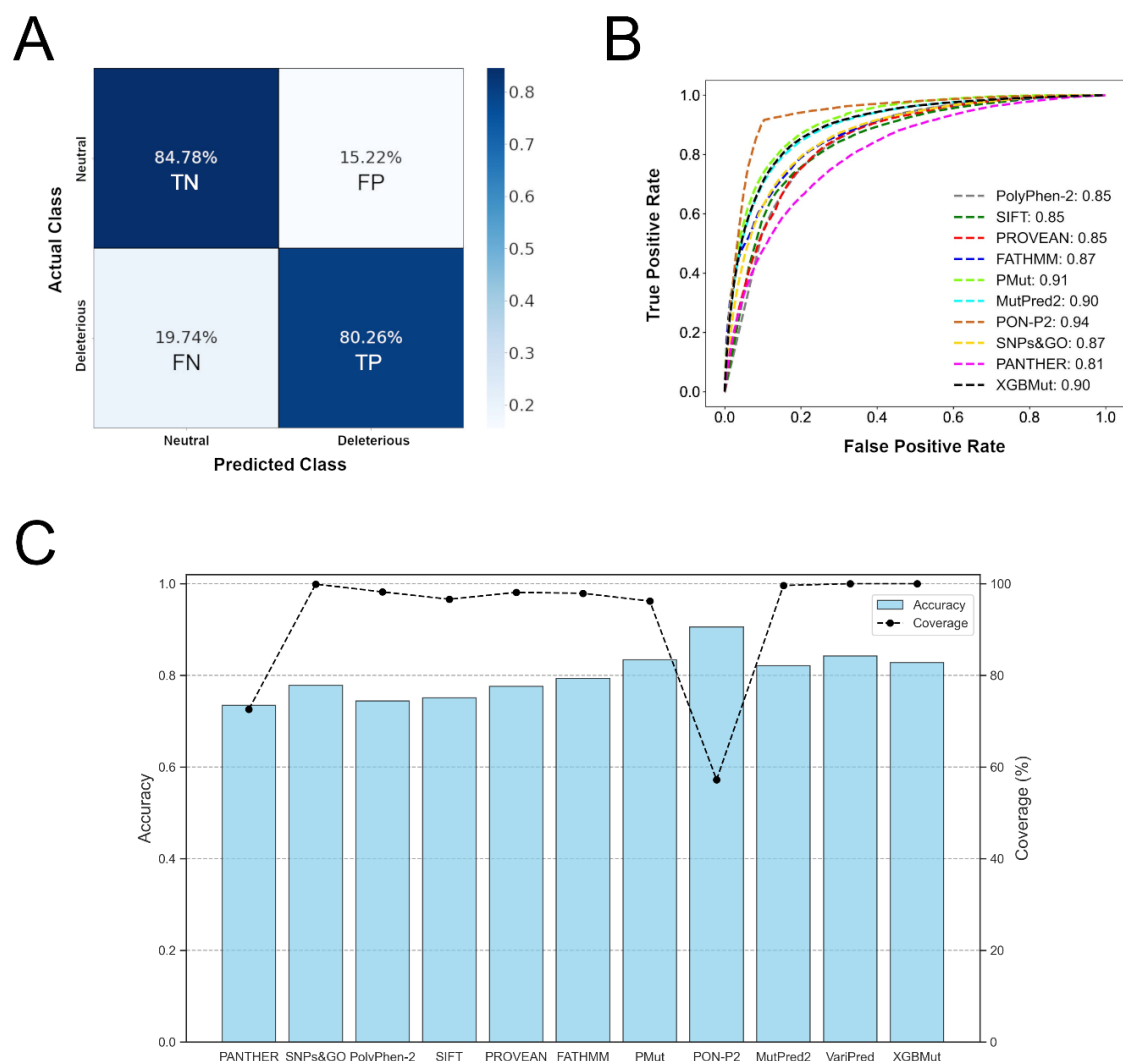 A
Actual Class
Neutral
Deleterious
84.78%
TN
15.22%
FP
19.74%
FN
80.26%
TP
Neutral
Deleterious
Predicted Class
0.8
0.7
0.6
0.5
0.4
0.3
0.2
B
True Positive Rate
1.0
0.8
0.6
0.4
0.2
0.0
PolyPhen-2: 0.85
SIFT: 0.85
PROVEAN: 0.85
FATHMM: 0.87
PMut: 0.91
MutPred2: 0.90
PON-P2: 0.94
SNPs&GO: 0.87
PANTHER: 0.81
XGBMut: 0.90
0.0 0.2 0.4 0.6 0.8 1.0
False Positive Rate
C
Accuracy
1.0
0.8
0.6
0.4
0.2
0.0
Accuracy
Coverage
100
80
60
40
20
0
Coverage (%)
PANTHER SNPs&GO PolyPhen-2 SIFT PROVEAN FATHMM PMut PON-P2 MutPred2 VariPred XGBMut